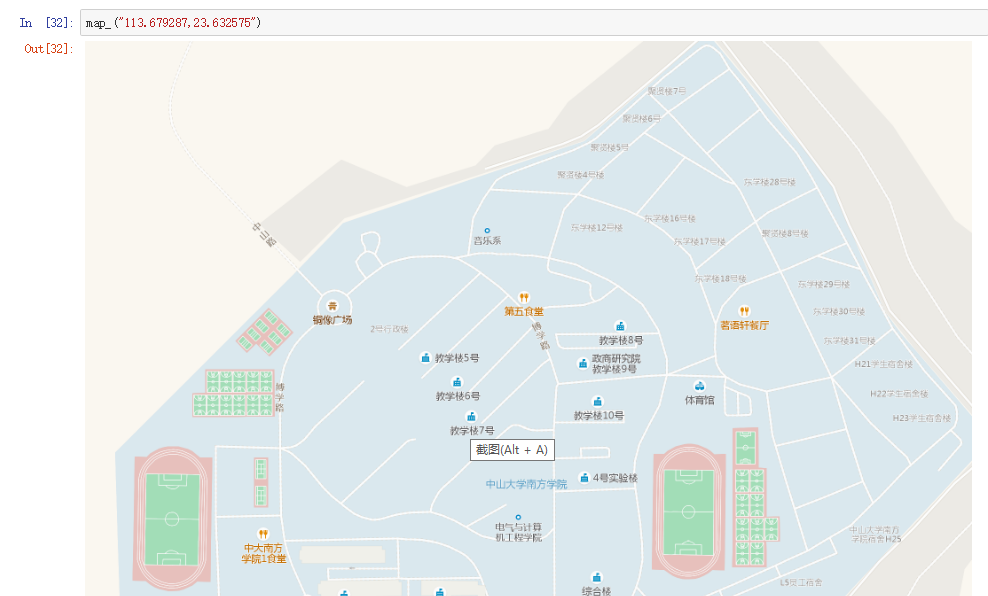 In [32]: map_("113.679287,23.632575")
Out[32]:
聚贤楼7号
聚贤楼6号
聚贤楼5号
聚贤楼4号楼
东学楼28号楼
东学楼16号楼
东学楼12号楼
聚贤楼8号楼
中山路
音乐系
东学楼17号楼
东学楼18号楼
东学楼29号楼
第五食堂
铜像广场
2号行政楼
博学路
茗语轩餐厅
东学楼30号楼
教学楼8号
东学楼31号楼
教学楼5号
政商研究院
教学楼9号
H21学生宿舍楼
博学路
教学楼6号
体育馆
H22学生宿舍楼
教学楼10号
H23学生宿舍楼
教学楼7号
截图(Alt + A)
中山大学南方学院
4号实验楼
电气与计算
机工程学院
中山大学南方
学院宿舍H25
中大南方
学院1食堂
综合楼
L5至江宿舍